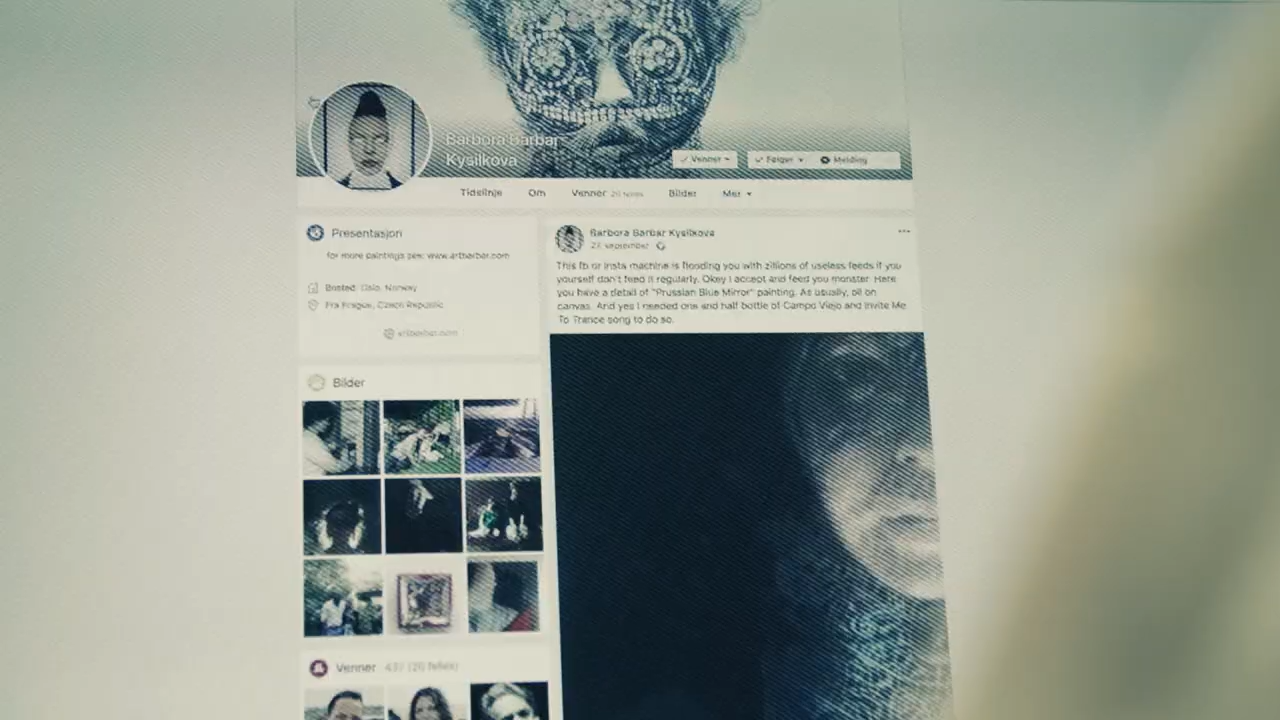 Barbora Barbar
Kysilkova
Venner
Følger
Melding
Tidslinje
Om
Venner 20 felles
Bilder
Mer
Presentasjon
for more paintings see: www.artbarbar.com
Bosted: Oslo, Norway
Fra Prague, Czech Republic
artbarbar.com
Bilder
Venner 437 (20 felles)
Barbora Barbar Kysilkova
september
This fb or insta machine is flooding you with zillions of useless feeds if you
yourself don't feed it regularly. Okey I accept and feed you monster. Here
you have a detail of "Prussian Blue Mirror" painting. As usually, oil on
canvas. And yes I needed one and half bottle of Campo Viejo and Invite Me
To Trance song to do so.